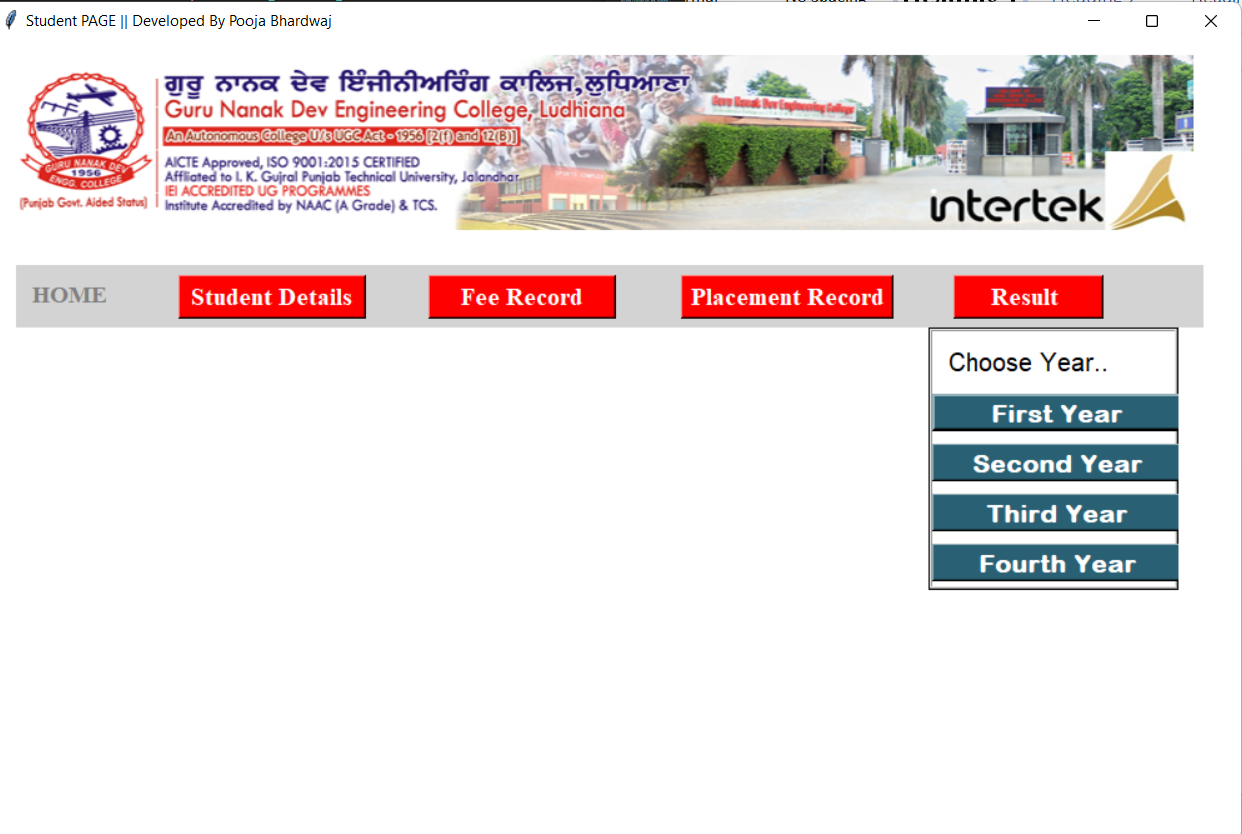 Student PAGE || Developed By Pooja Bhardwaj
ਗੁਰੂ ਨਾਨਕ ਦੇਵ ਇੰਜੀਨੀਅਰਿੰਗ ਕਾਲਿਜ,ਲੁਧਿਆਣਾ
Guru Nanak Dev Engineering College, Ludhiana
An Autonomous College U/s UGC Act - 1956 [2(f) and 12(B)]
AICTE Approved, ISO 9001:2015 CERTIFIED
Affliated to I. K. Gujral Punjab Technical University, Jalandhar
IEI ACCREDITED UG PROGRAMMES
Institute Accredited by NAAC (A Grade) & TCS.
GURU NANAK DEV
1956
ENGG. COLLEGE
(Punjab Govt. Aided Status)
Guru Nanak Dev Engineering College
SPORTS COMPLEX
intertek
HOME
Student Details
Fee Record
Placement Record
Result
Choose Year..
First Year
Second Year
Third Year
Fourth Year